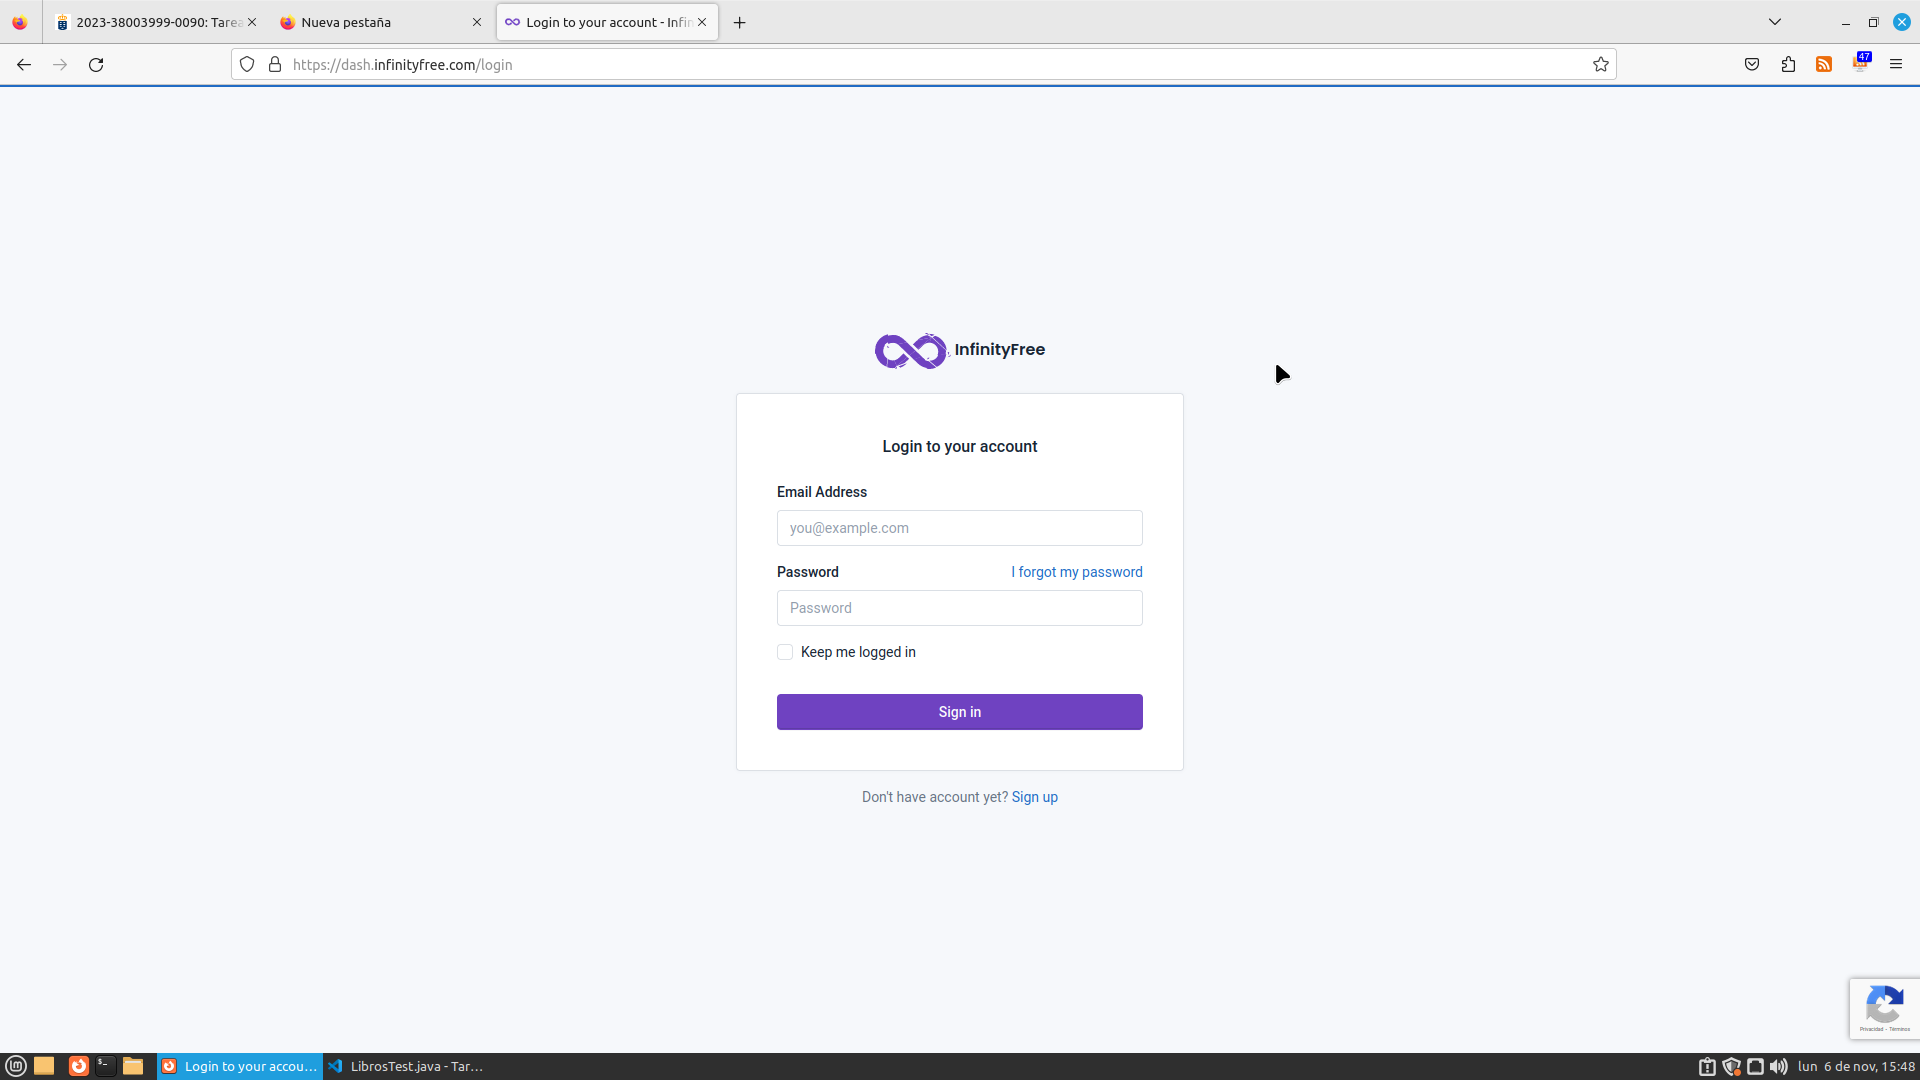 2023-38003999-0090: Tarea
Nueva pestaña
Login to your account - Infin
https://dash.infinityfree.com/login
47
InfinityFree
Login to your account
Email Address
you@example.com
Password
I forgot my password
Password
Keep me logged in
Sign in
Don't have account yet? Sign up
Privacidad - Términos
Login to your accou...
LibrosTest.java - Tar...
lun 6 de nov, 15:48